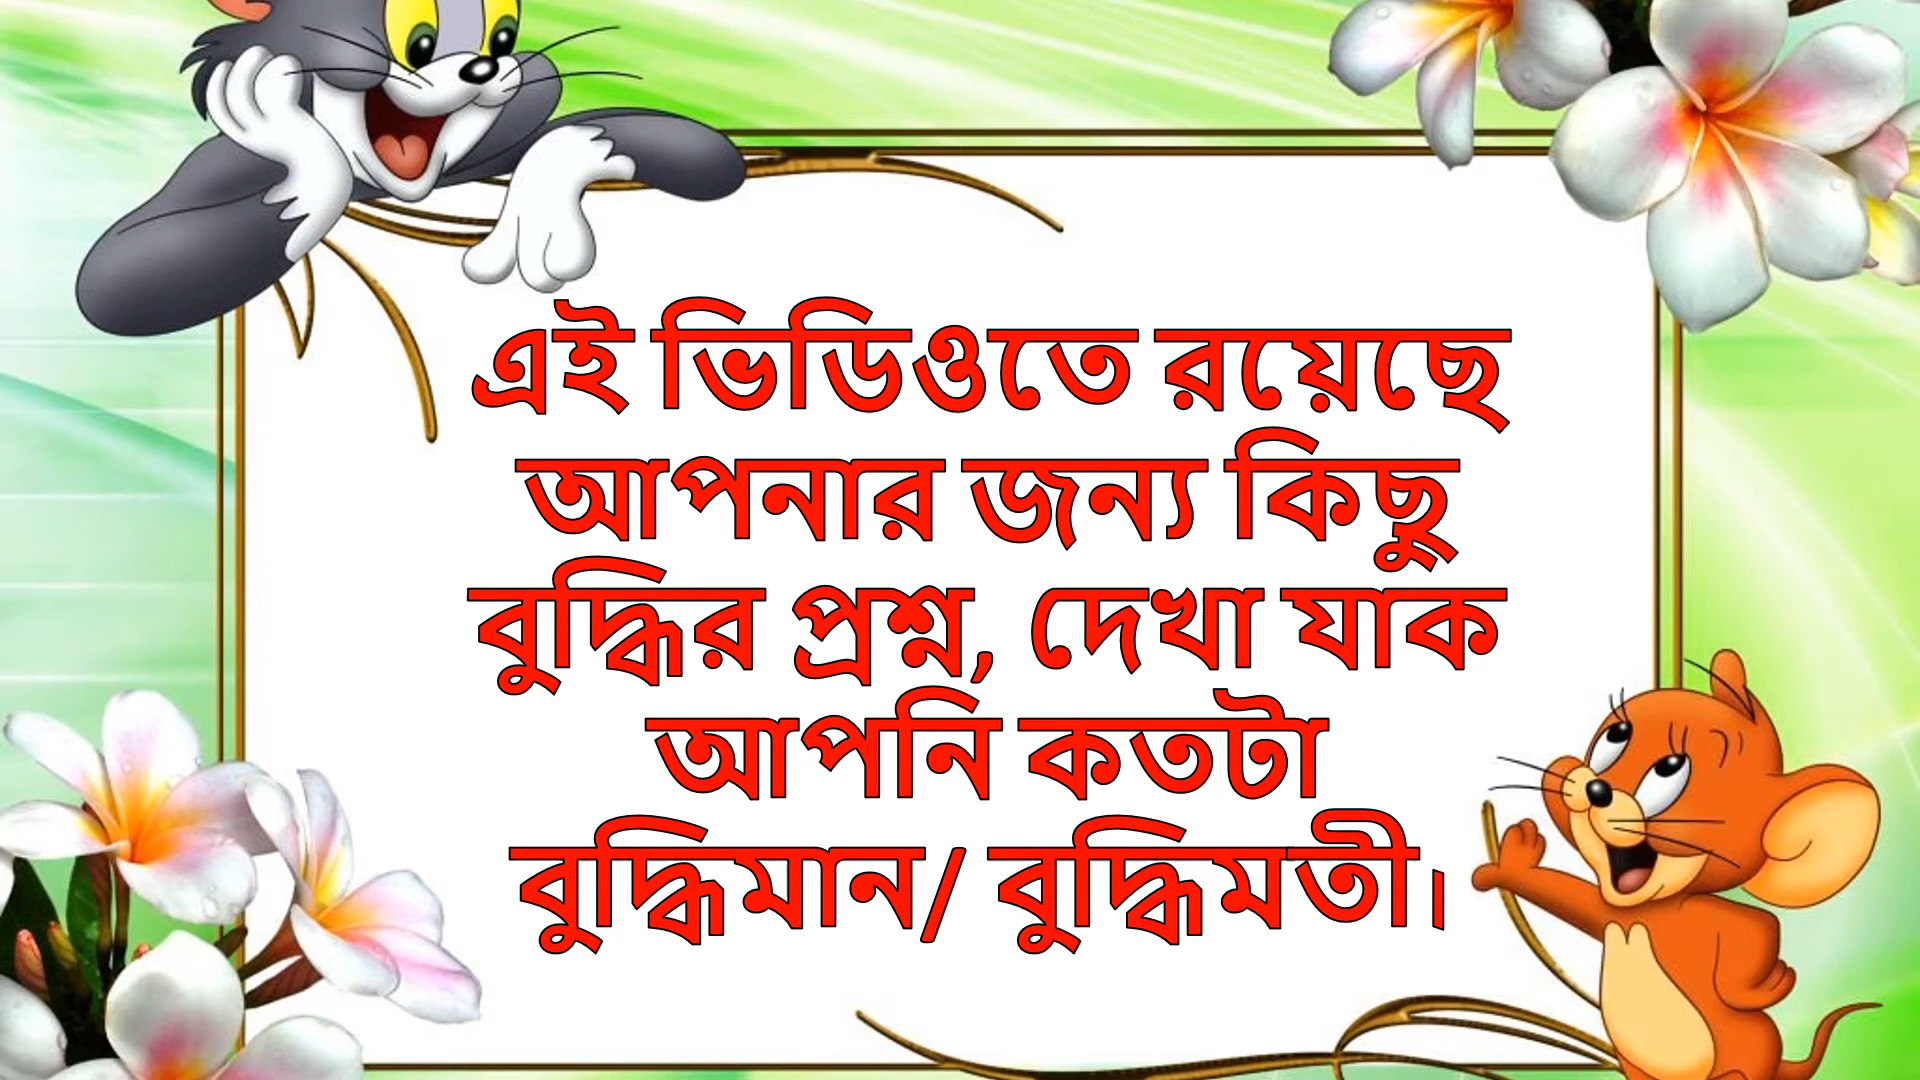 এই ভিডিওতে রয়েছে
আপনার জন্য কিছু
বুদ্ধির প্রশ্ন, দেখা যাক
আপনি কতটা
বুদ্ধিমান/ বুদ্ধিমতী।